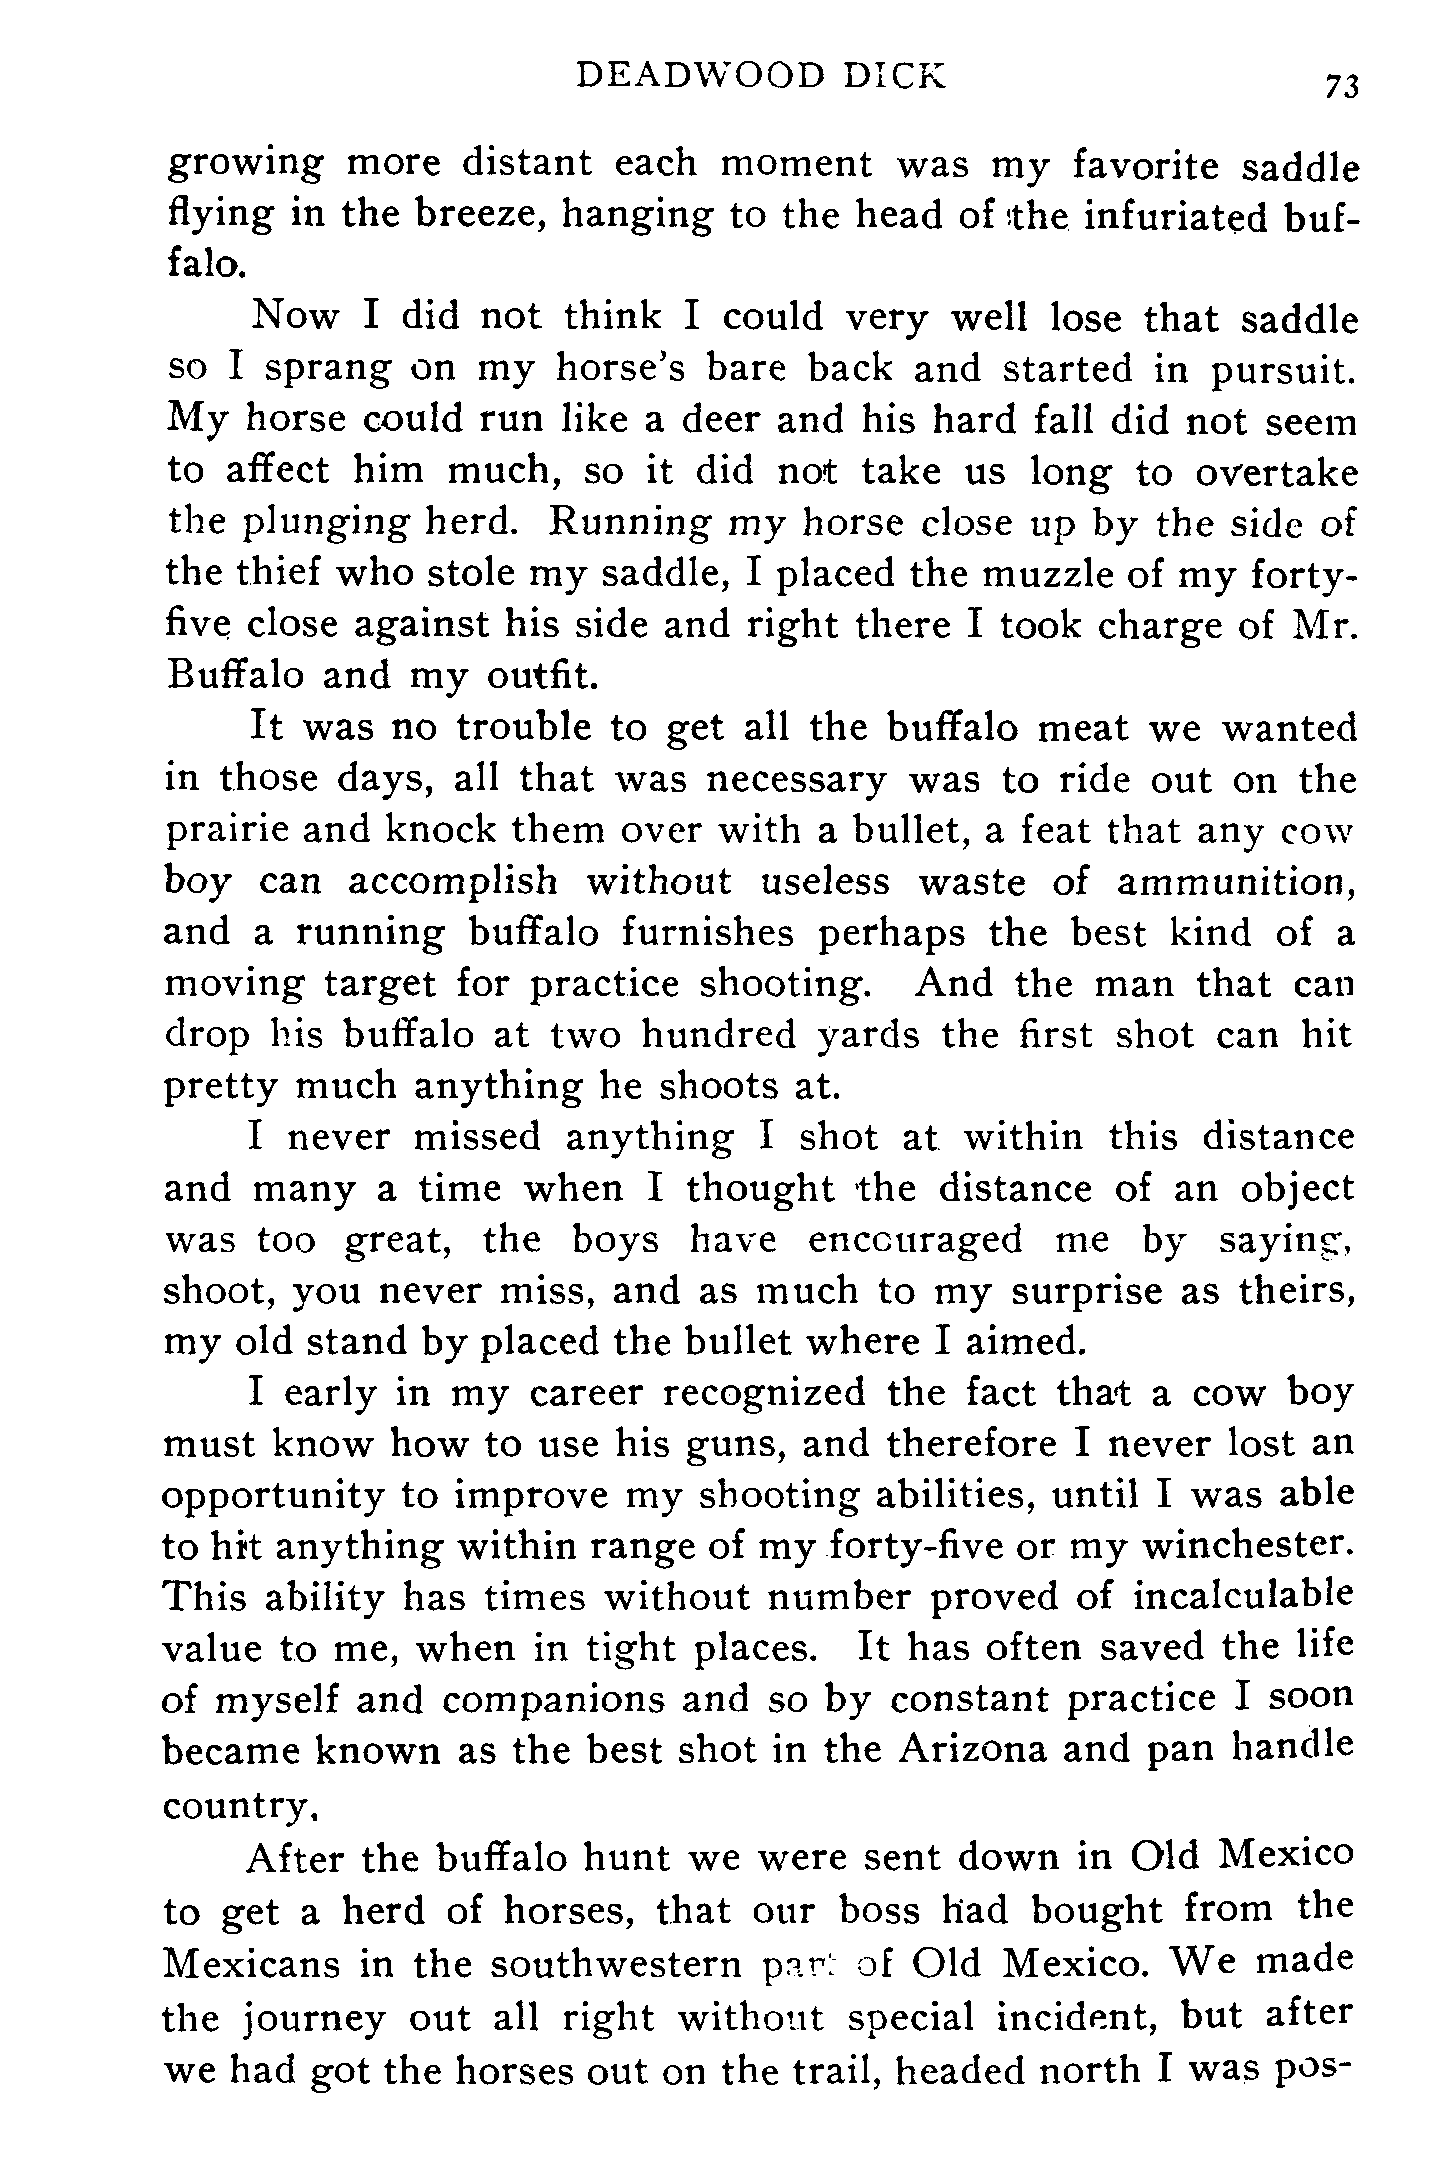 DEADWOOD DICK 73
growing more distant each moment was my favorite saddle
flying in the breeze, hanging to the head of the infuriated buf-
falo.
Now I did not think I could very well lose that saddle
so I sprang on my horse's bare back and started in pursuit.
My horse could run like a deer and his hard fall did not seem
to affect him much, so it did not take us long to overtake
the plunging herd. Running my horse close up by the side of
the thief who stole my saddle, I placed the muzzle of my forty-
five close against his side and right there I took charge of Mr.
Buffalo and my outfit.
It was no trouble to get all the buffalo meat we wanted
in those days, all that was necessary was to ride out on the
prairie and knock them over with a bullet, a feat that any cow
boy can accomplish without useless waste of ammunition,
and a running buffalo furnishes perhaps the best kind of a
moving target for practice shooting. And the man that can
drop his buffalo at two hundred yards the first shot can hit
pretty much anything he shoots at.
I never missed anything I shot at within this distance
and many a time when I thought the distance of an object
was too great, the boys have encouraged me by saying,
shoot, you never miss, and as much to my surprise as theirs,
my old stand by placed the bullet where I aimed.
I early in my career recognized the fact that a cow boy
must know how to use his guns, and therefore I never lost an
opportunity to improve my shooting abilities, until I was able
to hit anything within range of my forty-five or my winchester.
This ability has times without number proved of incalculable
value to me, when in tight places. It has often saved the life
of myself and companions and so by constant practice I soon
became known as the best shot in the Arizona and pan handle
country.
After the buffalo hunt we were sent down in Old Mexico
to get a herd of horses, that our boss had bought from the
Mexicans in the southwestern part of Old Mexico. We made
the journey out all right without special incident, but after
we had got the horses out on the trail, headed north I was pos-